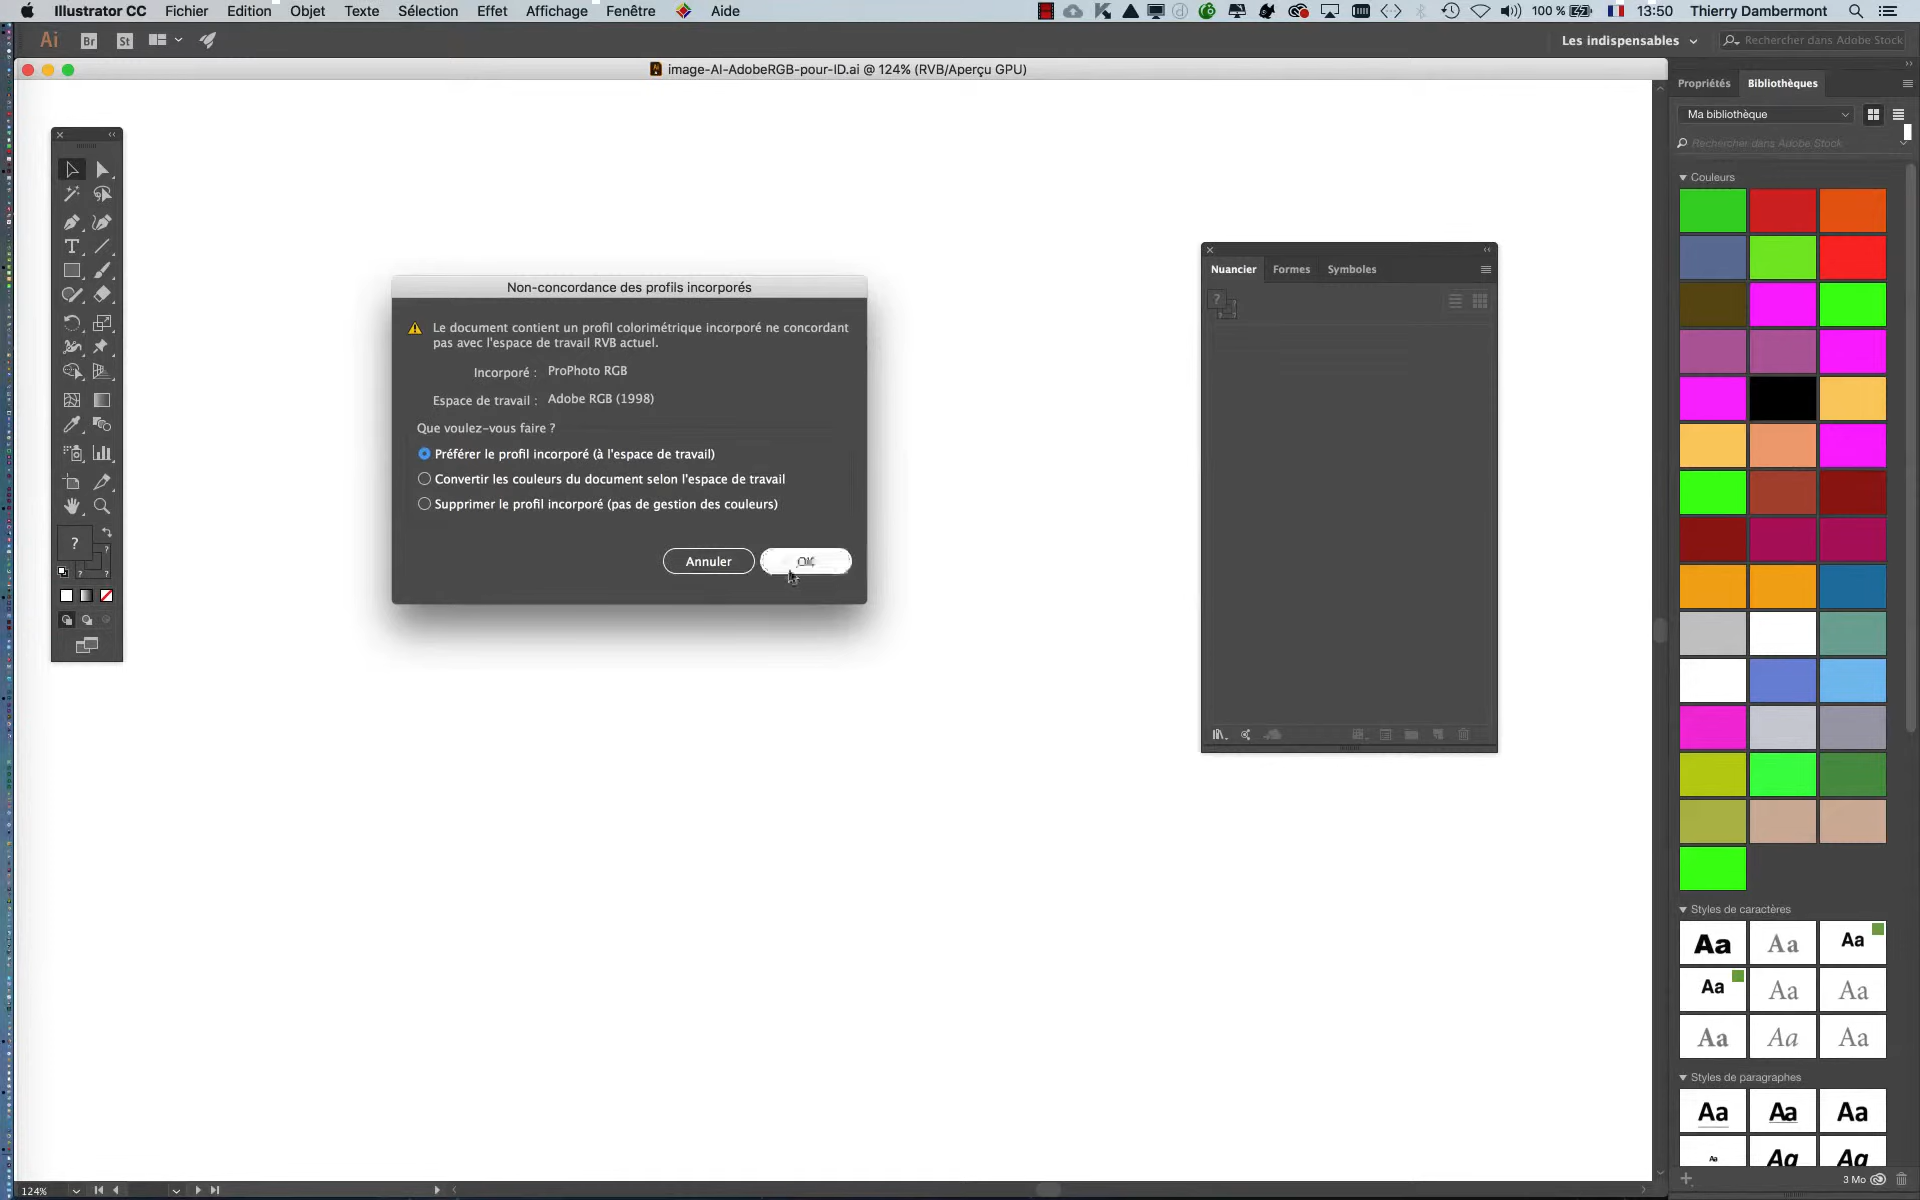 Illustrator CC Fichier Edition Objet Texte Sélection Effet Affichage Fenêtre Aide 100 % 13:50 Thierry Dambermont
Ai Br St Les indispensables Rechercher dans Adobe Stock
image-AI-AdobeRGB-pour-ID.ai @ 124% (RVB/Aperçu GPU)
Propriétés Bibliothèques
Ma bibliothèque
Rechercher dans Adobe Stock
Couleurs
Nuancier Formes Symboles
?
Non-concordance des profils incorporés
Le document contient un profil colorimétrique incorporé ne concordant
pas avec l'espace de travail RVB actuel.
Incorporé : ProPhoto RGB
Espace de travail : Adobe RGB (1998)
Que voulez-vous faire ?
Préférer le profil incorporé (à l'espace de travail)
Convertir les couleurs du document selon l'espace de travail
Supprimer le profil incorporé (pas de gestion des couleurs)
Annuler OK
T
?
? ? ?
Styles de caractères
Aa Aa Aa
Aa Aa Aa
Aa Aa Aa
Styles de paragraphes
Aa Aa Aa
Aa Aa Aa
3 Mo
124%